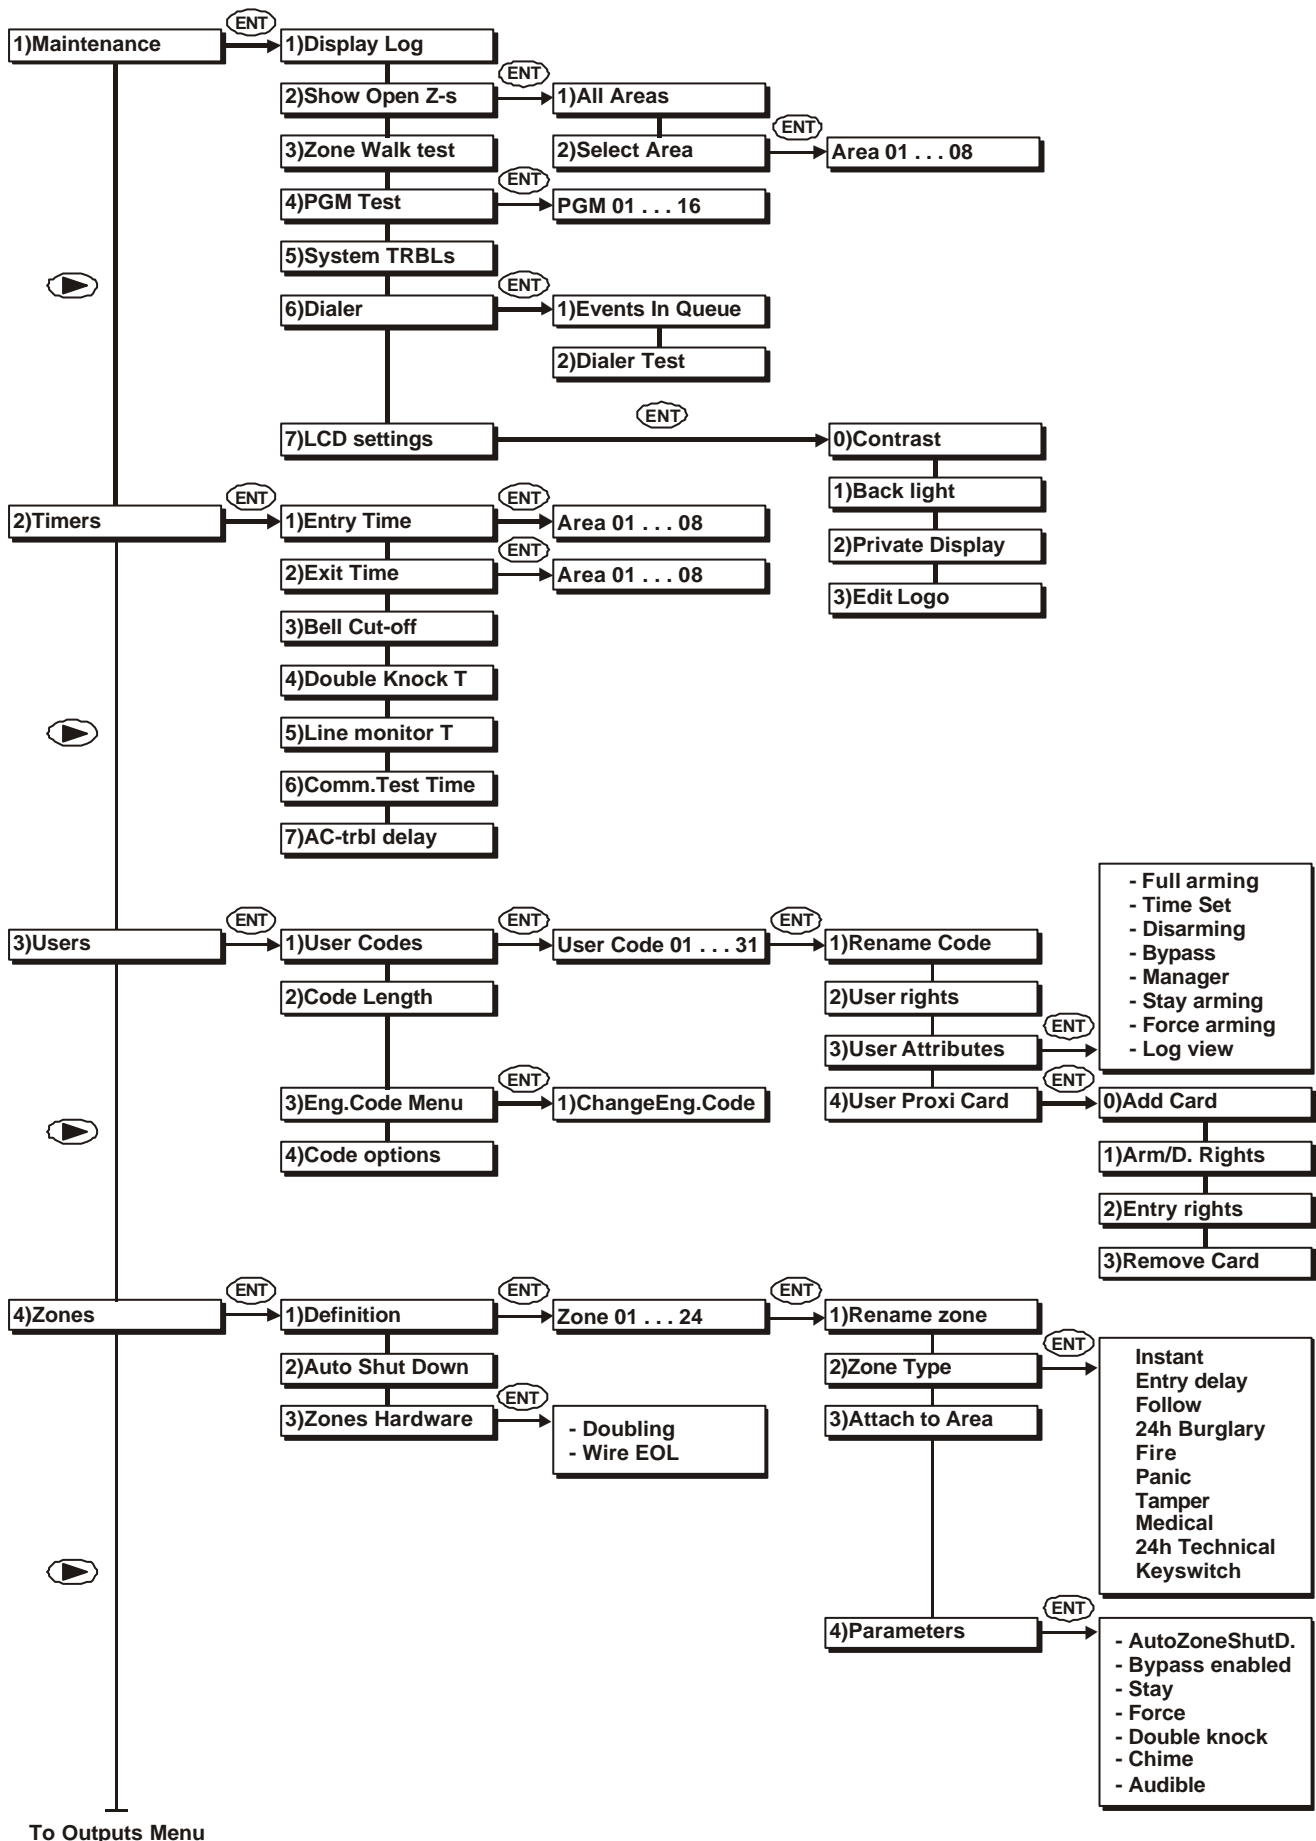 ENT
1)Maintenance
1)Display Log
ENT
2)Show Open Z-s
1)All Areas
ENT
3)Zone Walk test
2)Select Area
Area 01 . . . 08
ENT
4)PGM Test
PGM 01 . . . 16
5)System TRBLs
ENT
6)Dialer
1)Events In Queue
2)Dialer Test
ENT
7)LCD settings
0)Contrast
1)Back light
2)Private Display
3)Edit Logo
ENT
ENT
2)Timers
1)Entry Time
Area 01 . . . 08
ENT
2)Exit Time
Area 01 . . . 08
3)Bell Cut-off
4)Double Knock T
5)Line monitor T
6)Comm.Test Time
7)AC-trbl delay
ENT
ENT
ENT
3)Users
1)User Codes
User Code 01 . . . 31
1)Rename Code
2)Code Length
2)User rights
ENT
3)User Attributes
- Full arming
- Time Set
- Disarming
- Bypass
- Manager
- Stay arming
- Force arming
- Log view
ENT
3)Eng.Code Menu
1)ChangeEng.Code
ENT
4)User Proxi Card
0)Add Card
4)Code options
1)Arm/D. Rights
2)Entry rights
3)Remove Card
ENT
ENT
ENT
4)Zones
1)Definition
Zone 01 . . . 24
1)Rename zone
ENT
2)Auto Shut Down
2)Zone Type
Instant
Entry delay
Follow
24h Burglary
Fire
Panic
Tamper
Medical
24h Technical
Keyswitch
ENT
3)Zones Hardware
- Doubling
- Wire EOL
3)Attach to Area
ENT
4)Parameters
- AutoZoneShutD.
- Bypass enabled
- Stay
- Force
- Double knock
- Chime
- Audible
To Outputs Menu